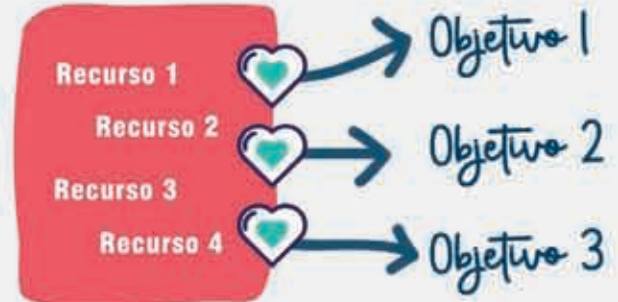 Recurso 1
Recurso 2
Recurso 3
Recurso 4
Objetivo 1
Objetivo 2
Objetivo 3